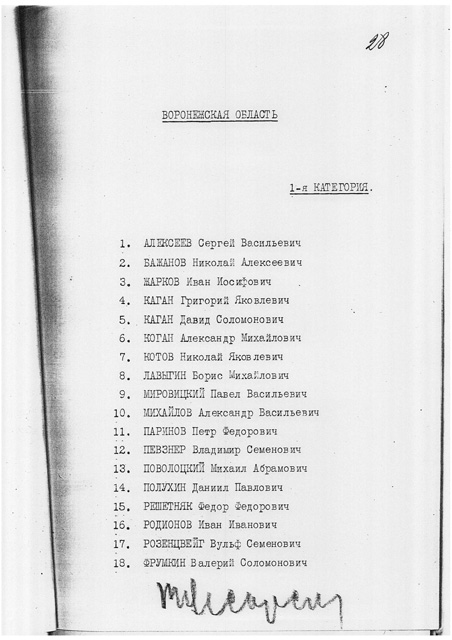 28
ВОРОНЕЖСКАЯ ОБЛАСТЬ
1-я КАТЕГОРИЯ.
1. АЛЕКСЕЕВ Сергей Васильевич
2. БАЖАНОВ Николай Алексеевич
3. ЖАРКОВ Иван Иосифович
4. КАГАН Григорий Яковлевич
5. КАГАН Давид Соломонович
6. КОГАН Александр Михайлович
7. КОТОВ Николай Яковлевич
8. ЛАВЫГИН Борис Михайлович
9. МИРОВИЦКИЙ Павел Васильевич
10. МИХАЙЛОВ Александр Васильевич
11. ПАРИНОВ Петр Федорович
12. ПЕВЗНЕР Владимир Семенович
13. ПОВОЛОЦКИЙ Михаил Абрамович
14. ПОЛУХИН Даниил Павлович
15. РЕШЕТНЯК Федор Федорович
16. РОДИОНОВ Иван Иванович
17. РОЗЕНЦВЕЙГ Вульф Семенович
18. ФРУМКИН Валерий Соломонович